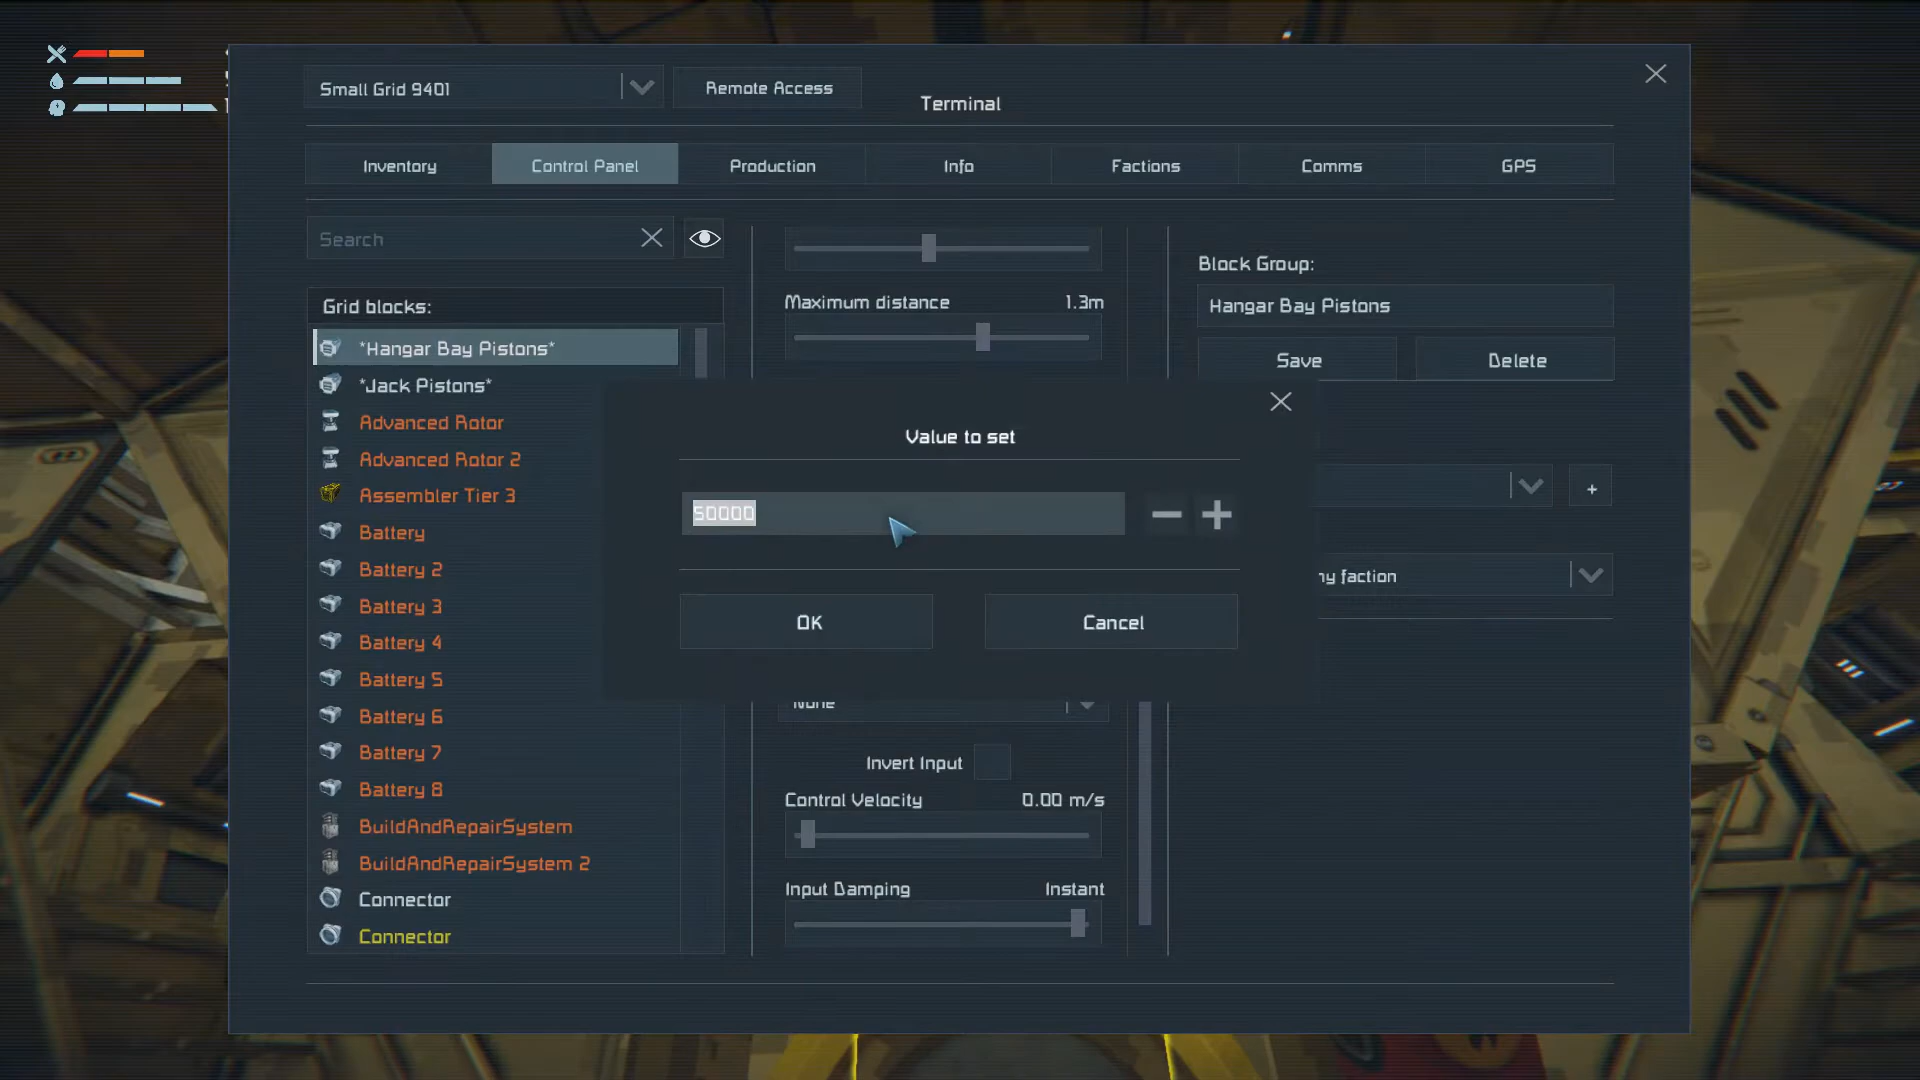 Small Grid 9401
Remote Access
Terminal
Inventory
Control Panel
Production
Info
Factions
Comms
GPS
Search
Grid blocks:
*Hangar Bay Pistons*
*Jack Pistons*
Advanced Rotor
Advanced Rotor 2
Assembler Tier 3
Battery
Battery 2
Battery 3
Battery 4
Battery 5
Battery 6
Battery 7
Battery 8
BuildAndRepairSystem
BuildAndRepairSystem 2
Connector
Connector
Maximum distance 1.3m
Value to set
50000
OK
Cancel
None
Invert Input
Control Velocity 0.00 m/s
Input Damping Instant
Block Group:
Hangar Bay Pistons
Save
Delete
+
faction